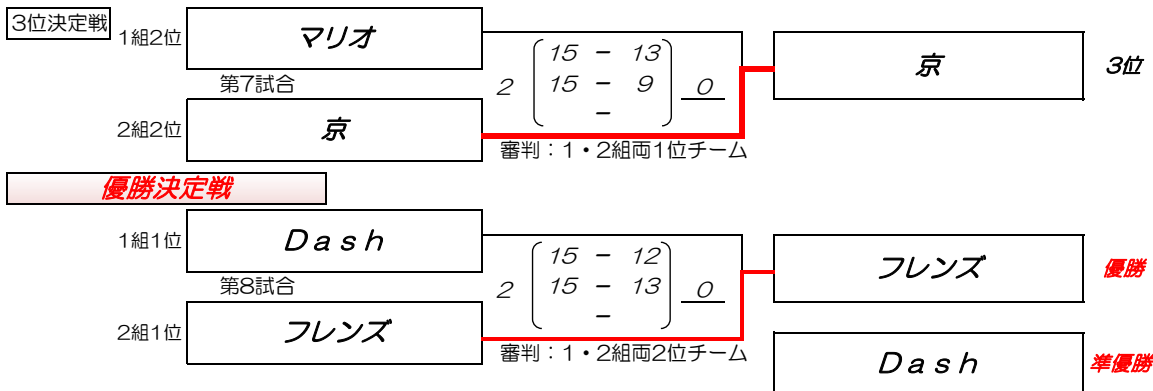 3位決定戦
1組2位 マリオ
第7試合
2組2位 京
2 15 - 13 0
15 - 9
-
審判：1・2組両1位チーム
京 3位
優勝決定戦
1組1位 Ｄａｓｈ
第8試合
2組1位 フレンズ
2 15 - 12 0
15 - 13
-
審判：1・2組両2位チーム
フレンズ 優勝
Ｄａｓｈ 準優勝